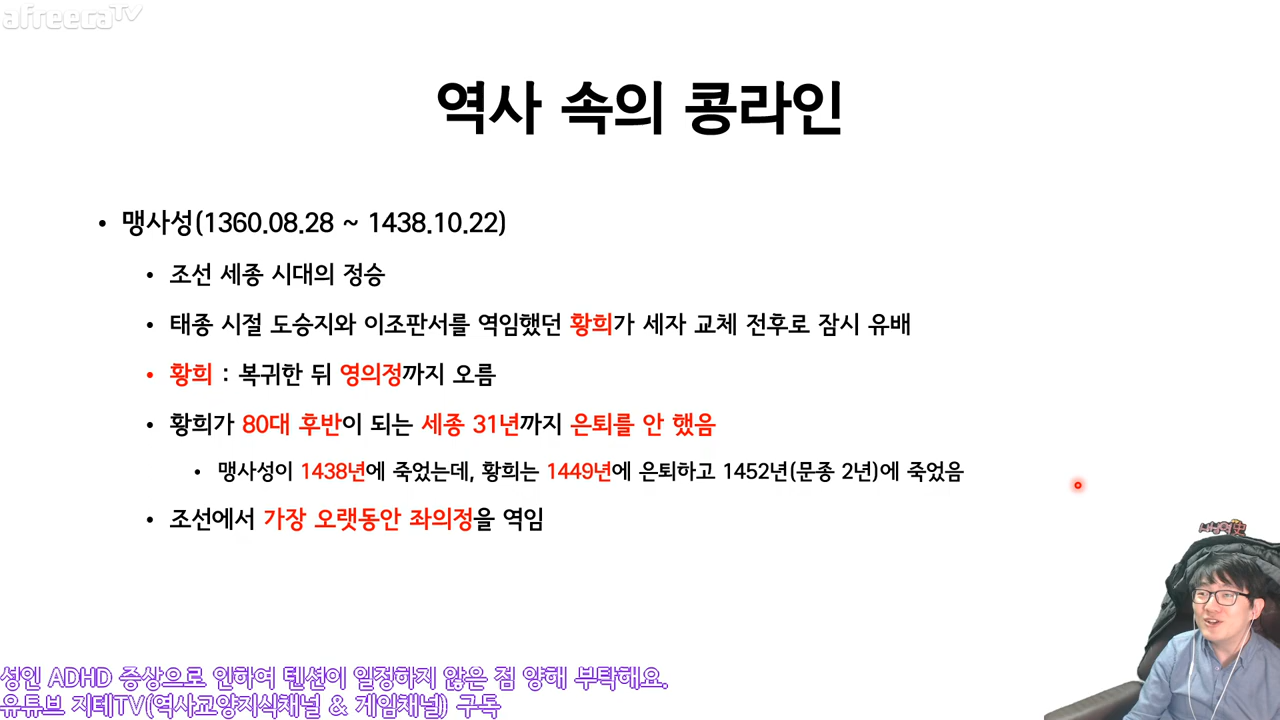 afreecaTV
역사 속의 콩라인
• 맹사성(1360.08.28 ~ 1438.10.22)
• 조선 세종 시대의 정승
• 태종 시절 도승지와 이조판서를 역임했던 황희가 세자 교체 전후로 잠시 유배
• 황희 : 복귀한 뒤 영의정까지 오름
• 황희가 80대 후반이 되는 세종 31년까지 은퇴를 안 했음
• 맹사성이 1438년에 죽었는데, 황희는 1449년에 은퇴하고 1452년(문종 2년)에 죽었음
• 조선에서 가장 오랫동안 좌의정을 역임
성인 ADHD 증상으로 인하여 텐션이 일정하지 않은 점 양해 부탁해요.
유튜브 지테TV(역사교양지식채널 & 게임채널) 구독